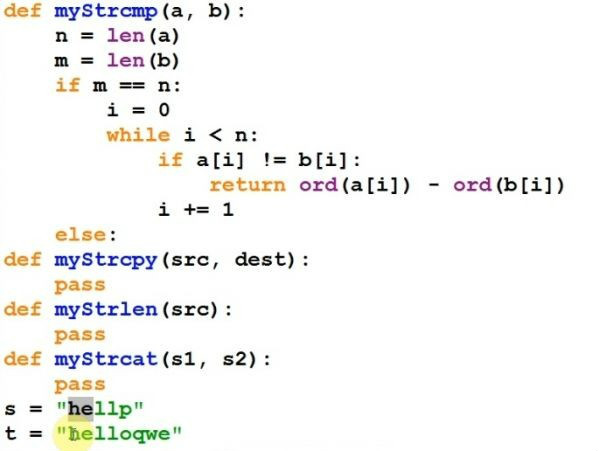 def myStrcmp(a, b):
    n = len(a)
    m = len(b)
    if m == n:
        i = 0
        while i < n:
            if a[i] != b[i]:
                return ord(a[i]) - ord(b[i])
            i += 1
    else:
def myStrcpy(src, dest):
    pass
def myStrlen(src):
    pass
def myStrcat(s1, s2):
    pass
s = "hellp"
t = "helloqwe"